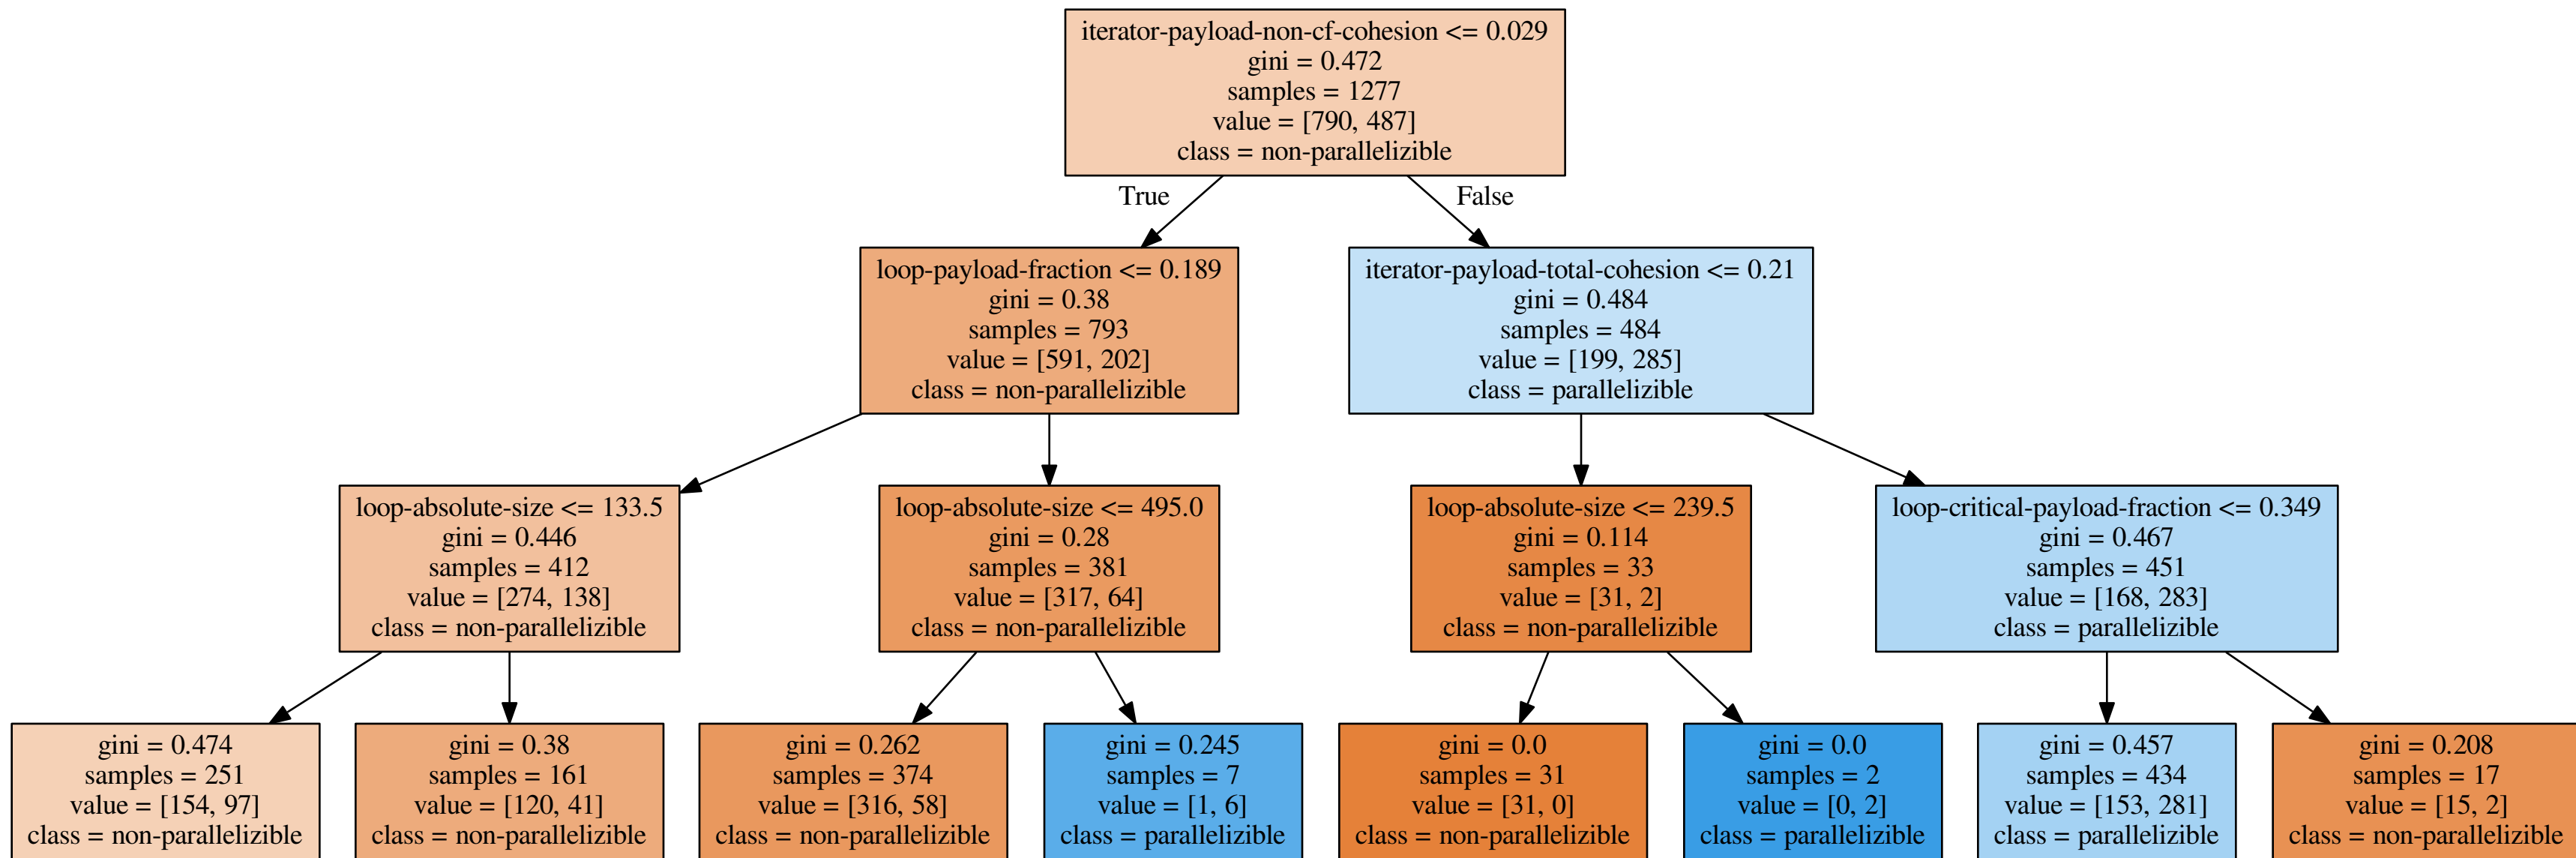 iterator-payload-non-cf-cohesion <= 0.029
gini = 0.472
samples = 1277
value = [790, 487]
class = non-parallelizible
True
False
loop-payload-fraction <= 0.189
gini = 0.38
samples = 793
value = [591, 202]
class = non-parallelizible
iterator-payload-total-cohesion <= 0.21
gini = 0.484
samples = 484
value = [199, 285]
class = parallelizible
loop-absolute-size <= 133.5
gini = 0.446
samples = 412
value = [274, 138]
class = non-parallelizible
loop-absolute-size <= 495.0
gini = 0.28
samples = 381
value = [317, 64]
class = non-parallelizible
loop-absolute-size <= 239.5
gini = 0.114
samples = 33
value = [31, 2]
class = non-parallelizible
loop-critical-payload-fraction <= 0.349
gini = 0.467
samples = 451
value = [168, 283]
class = parallelizible
gini = 0.474
samples = 251
value = [154, 97]
class = non-parallelizible
gini = 0.38
samples = 161
value = [120, 41]
class = non-parallelizible
gini = 0.262
samples = 374
value = [316, 58]
class = non-parallelizible
gini = 0.245
samples = 7
value = [1, 6]
class = parallelizible
gini = 0.0
samples = 31
value = [31, 0]
class = non-parallelizible
gini = 0.0
samples = 2
value = [0, 2]
class = parallelizible
gini = 0.457
samples = 434
value = [153, 281]
class = parallelizible
gini = 0.208
samples = 17
value = [15, 2]
class = non-parallelizible